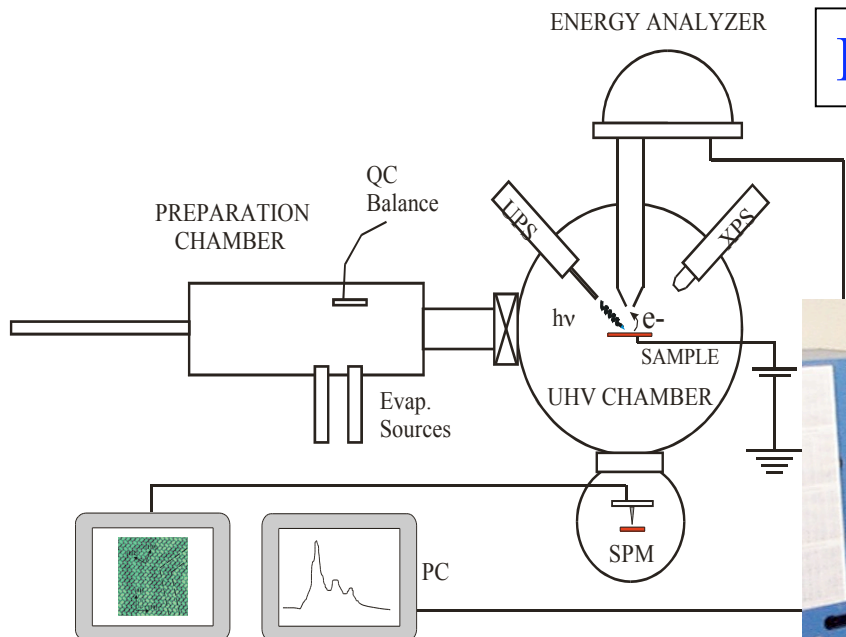 ENERGY ANALYZER
QC
Balance
PREPARATION
CHAMBER
UPS
XPS
hν
e-
SAMPLE
UHV CHAMBER
Evap.
Sources
SPM
PC